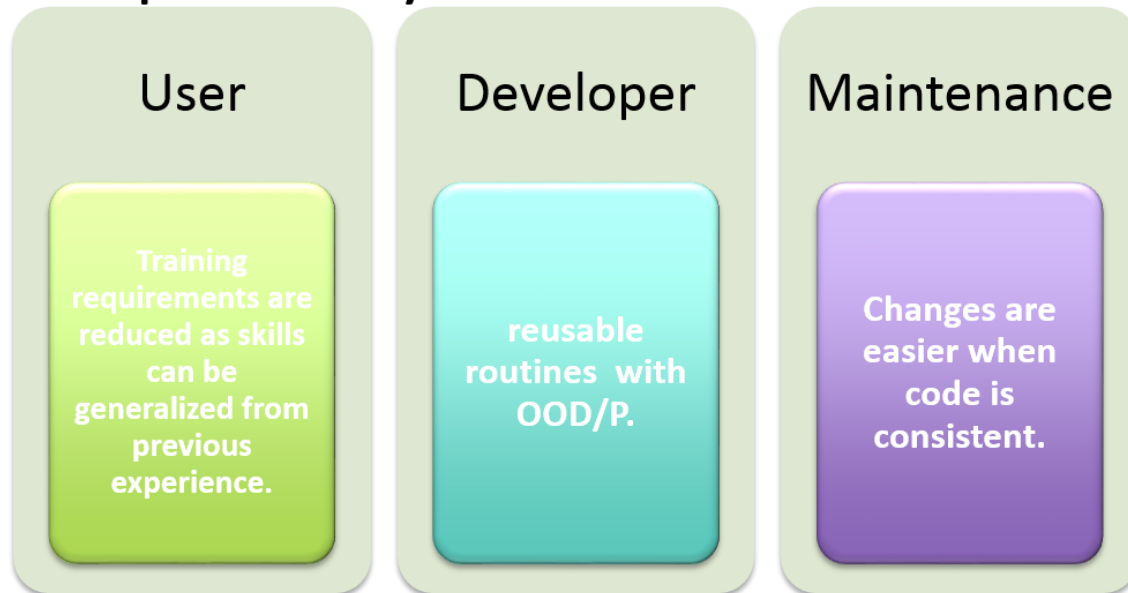 User
Training
requirements are
reduced as skills
can be
generalized from
previous
experience.
Developer
reusable
routines with
OOD/P.
Maintenance
Changes are
easier when
code is
consistent.